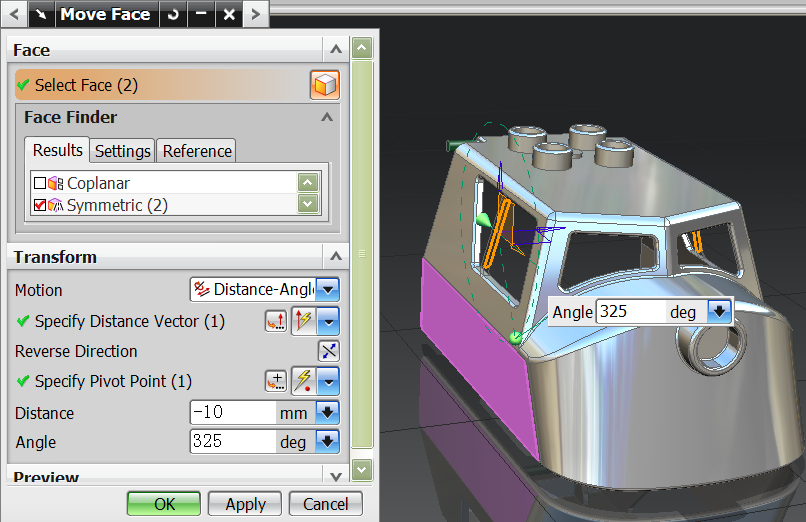 Move Face
Face
Select Face (2)
Face Finder
Results Settings Reference
Coplanar
Symmetric (2)
Transform
Motion Distance-Angl
Specify Distance Vector (1)
Reverse Direction
Specify Pivot Point (1)
Distance -10 mm
Angle 325 deg
Preview
OK Apply Cancel
Angle 325 deg